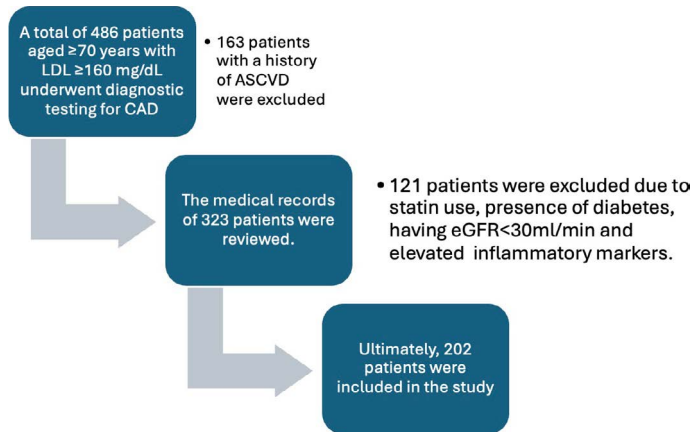 A total of 486 patients
aged ≥70 years with
LDL ≥160 mg/dL
underwent diagnostic
testing for CAD
• 163 patients
with a history
of ASCVD
were excluded
The medical records
of 323 patients were
reviewed.
• 121 patients were excluded due to
statin use, presence of diabetes,
having eGFR<30ml/min and
elevated inflammatory markers.
Ultimately, 202
patients were
included in the study